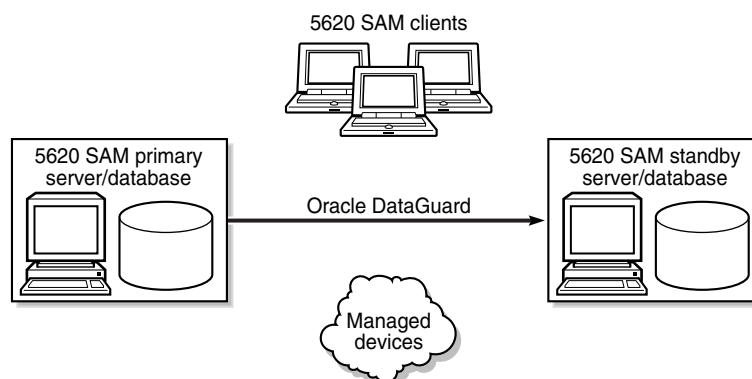 5620 SAM clients
5620 SAM primary
server/database
5620 SAM standby
server/database
Oracle DataGuard
Managed
devices